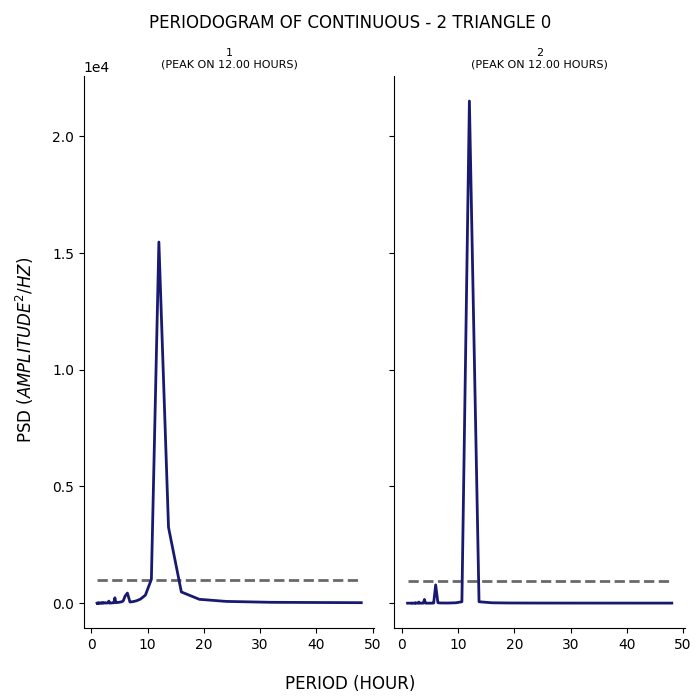 PERIODOGRAM OF CONTINUOUS - 2 TRIANGLE 0
1
(PEAK ON 12.00 HOURS)
2
(PEAK ON 12.00 HOURS)
1e4
2.0
1.5
1.0
0.5
0.0
PSD (AMPLITUDE²/HZ)
0 10 20 30 40 50
0 10 20 30 40 50
PERIOD (HOUR)